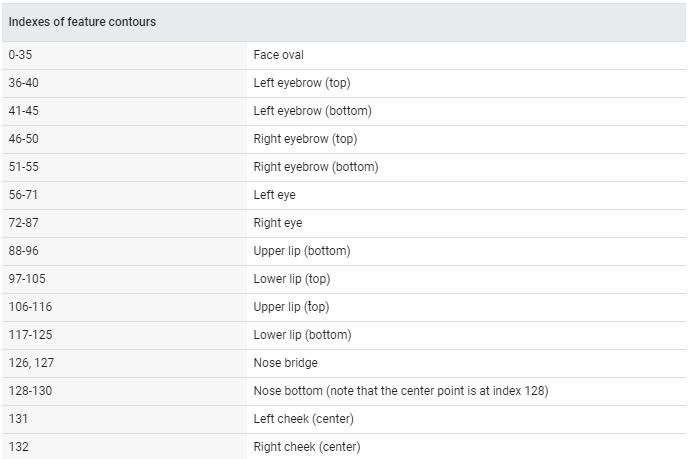 Indexes of feature contours
0-35 Face oval
36-40 Left eyebrow (top)
41-45 Left eyebrow (bottom)
46-50 Right eyebrow (top)
51-55 Right eyebrow (bottom)
56-71 Left eye
72-87 Right eye
88-96 Upper lip (bottom)
97-105 Lower lip (top)
106-116 Upper lip (top)
117-125 Lower lip (bottom)
126, 127 Nose bridge
128-130 Nose bottom (note that the center point is at index 128)
131 Left cheek (center)
132 Right cheek (center)